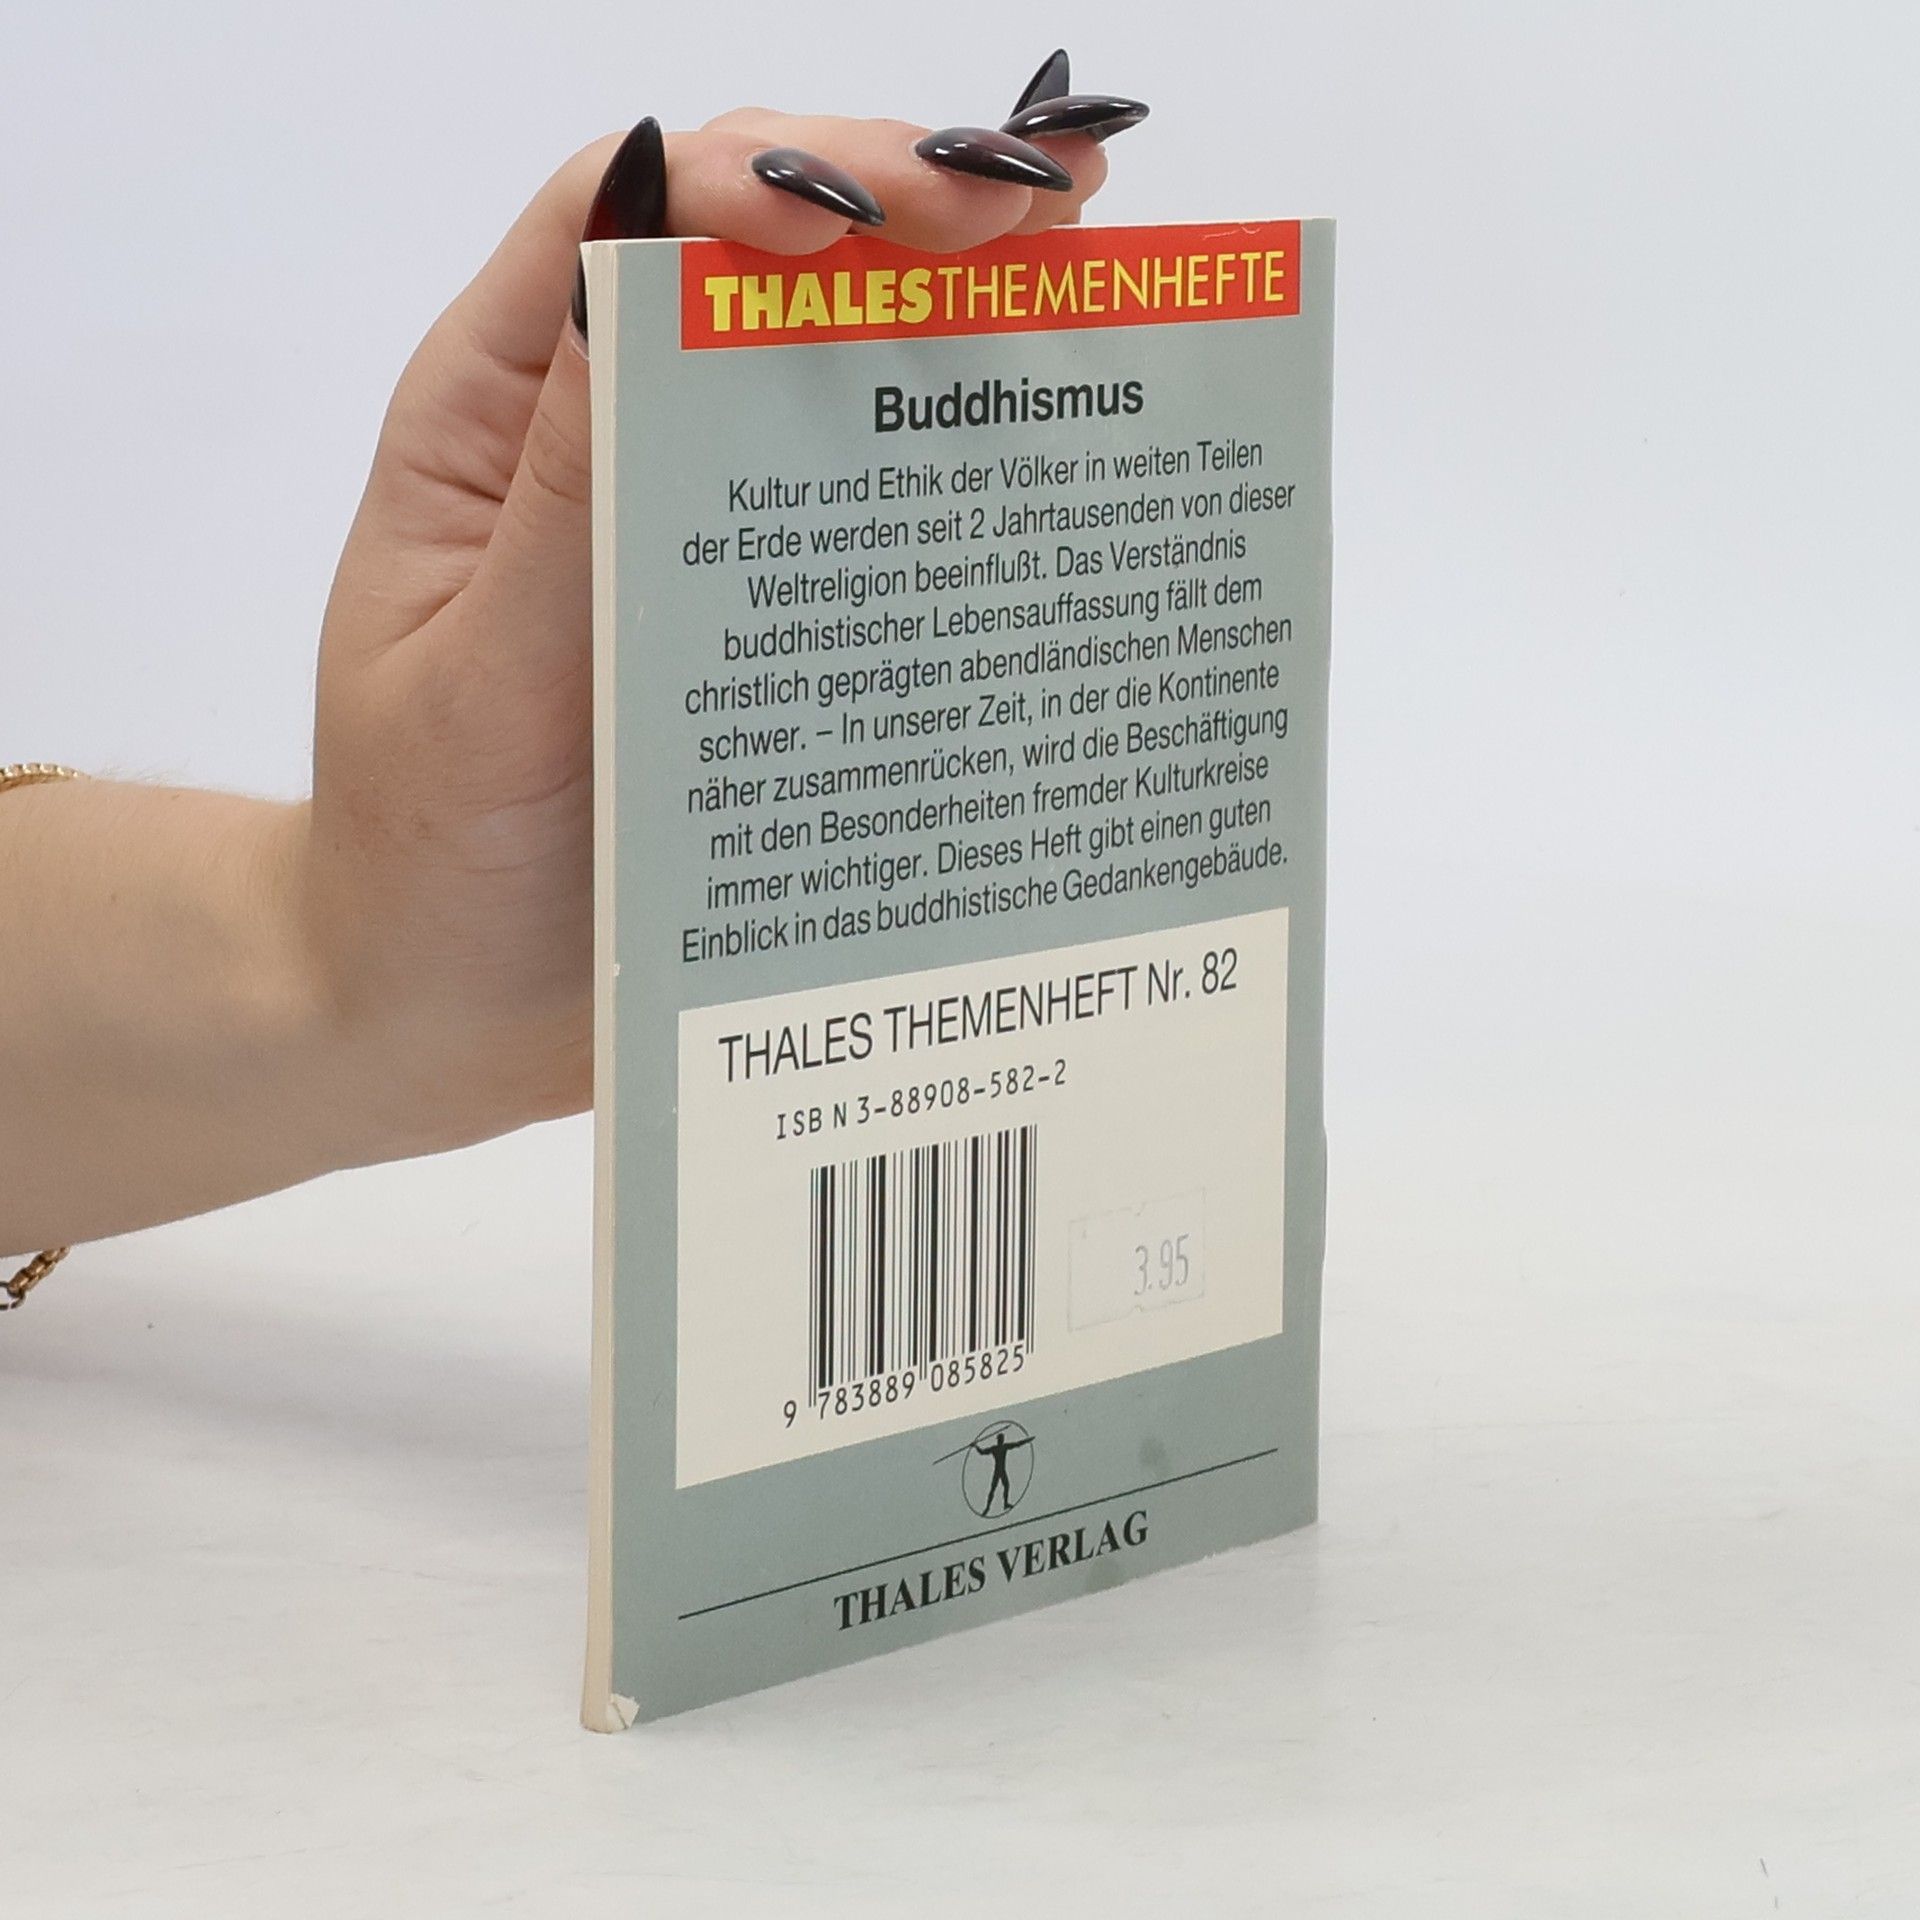 THALESTHEMENHEFTE
Buddhismus
Kultur und Ethik der Völker in weiten Teilen
der Erde werden seit 2 Jahrtausenden von dieser
Weltreligion beeinflußt. Das Verständnis
buddhistischer Lebensauffassung fällt dem
christlich geprägten abendländischen Menschen
schwer. – In unserer Zeit, in der die Kontinente
näher zusammenrücken, wird die Beschäftigung
mit den Besonderheiten fremder Kulturkreise
immer wichtiger. Dieses Heft gibt einen guten
Einblick in das buddhistische Gedankengebäude.
THALES THEMENHEFT Nr. 82
ISBN 3-88908-582-2
3.95
9 783889 085825
THALES VERLAG